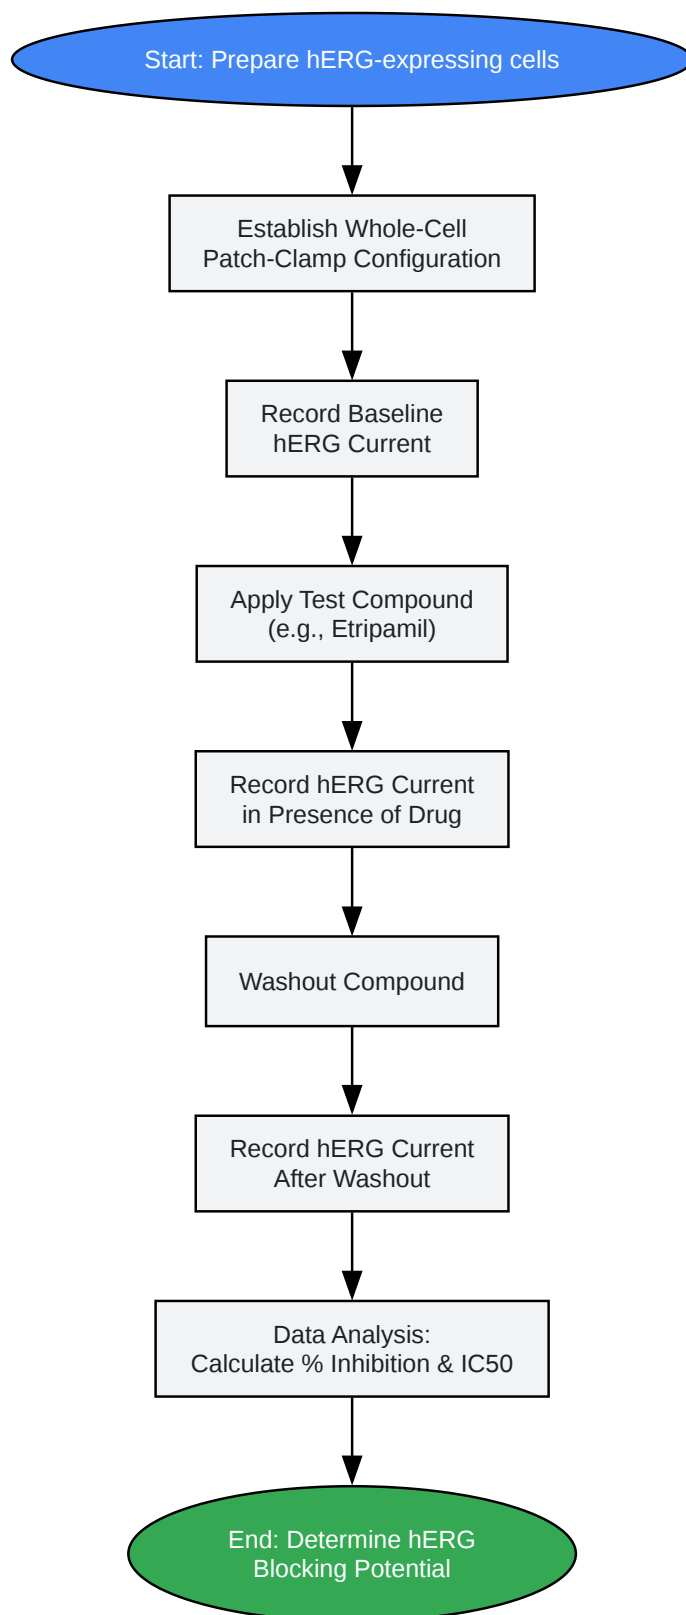 Start: Prepare hERG-expressing cells
Establish Whole-Cell
Patch-Clamp Configuration
Record Baseline
hERG Current
Apply Test Compound
(e.g., Etripamil)
Record hERG Current
in Presence of Drug
Washout Compound
Record hERG Current
After Washout
Data Analysis:
Calculate % Inhibition & IC50
End: Determine hERG
Blocking Potential